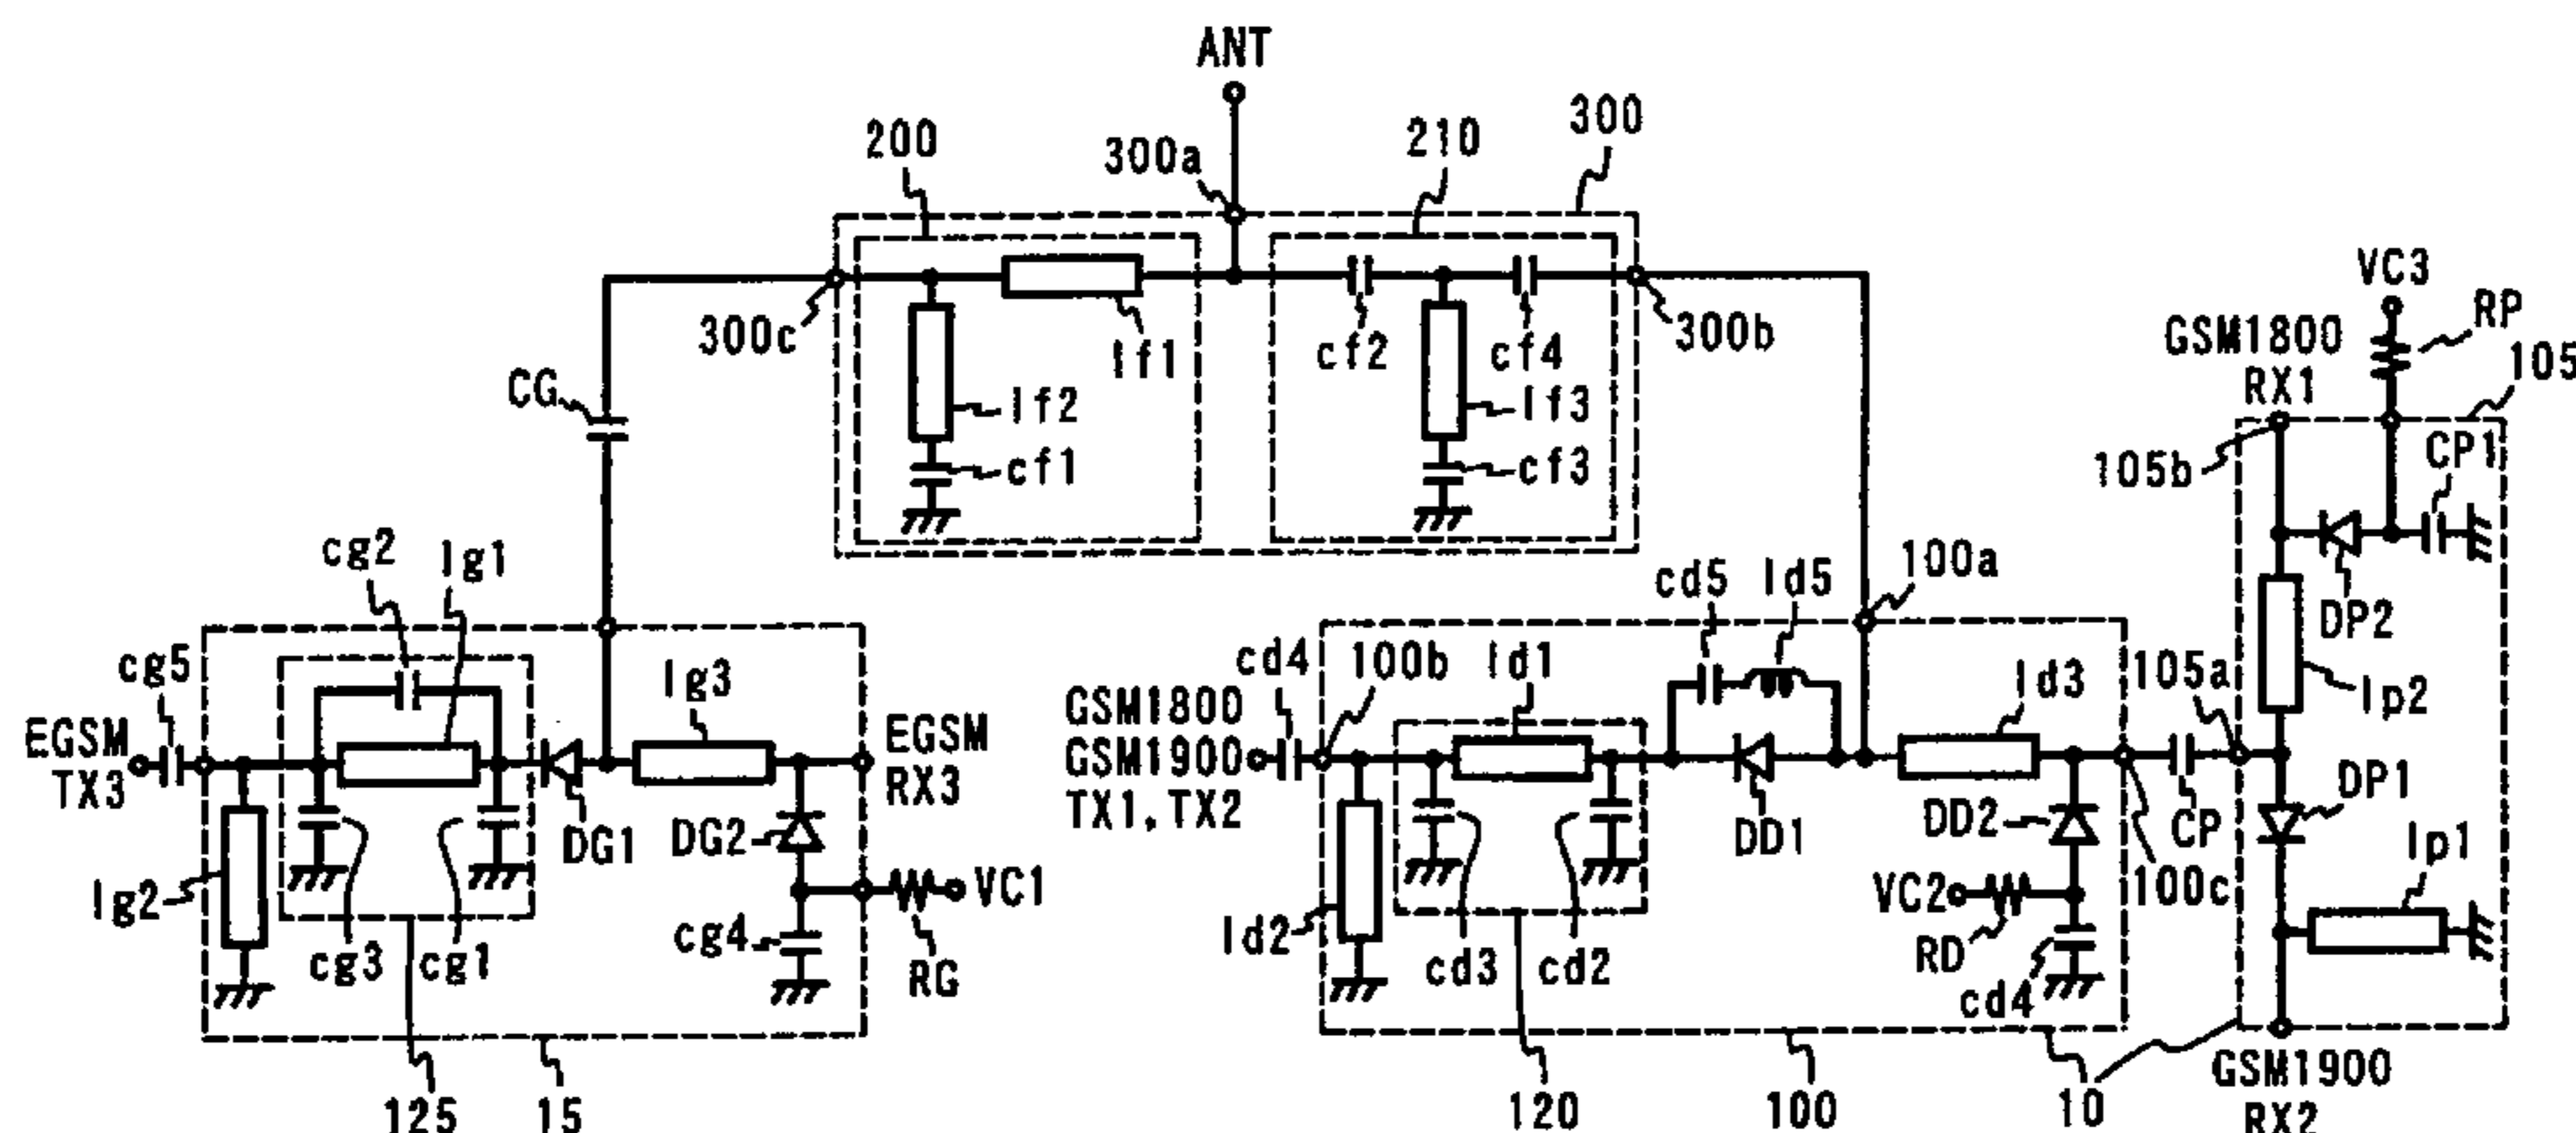 ANT
200
300a
210
300
300c
lf1
cf2
cf4
300b
VC3
RP
GSM1800
RX1
105
CG
lf2
cf1
lf3
cf3
105b
CP1
cg2
lg1
cd5
ld5
100a
DP2
cg5
lg3
cd4
100b
ld1
ld3
105a
lp2
EGSM
TX3
EGSM
RX3
GSM1800
GSM1900
TX1, TX2
DG1
DG2
DD1
DD2
CP
DP1
lg2
VC1
VC2
100c
lp1
cg3
cg1
cg4
RG
ld2
cd3
cd2
RD
cd4
125
15
120
100
10
GSM1900
RX2